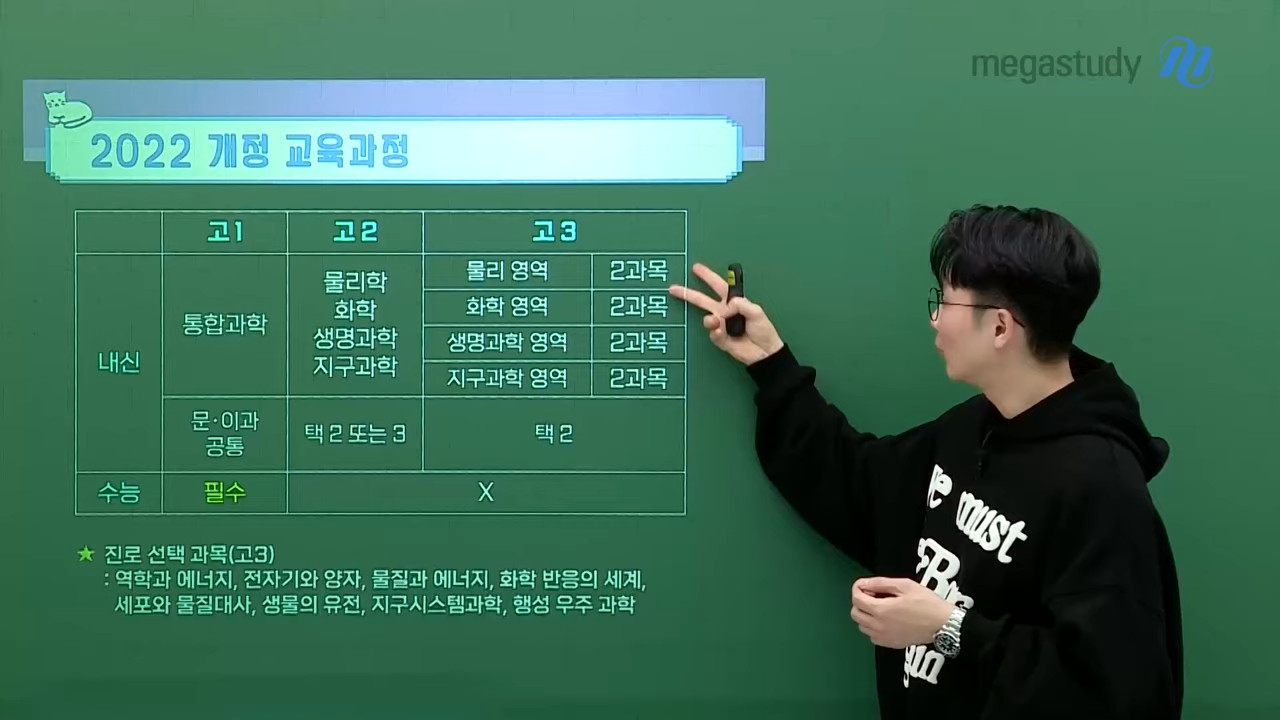 megastudy
2022 개정 교육과정
고1 고2 고3
내신
통합과학
물리학
화학
생명과학
지구과학
물리 영역 2과목
화학 영역 2과목
생명과학 영역 2과목
지구과학 영역 2과목
문·이과
공통
택 2 또는 3
택 2
수능 필수 X
★ 진로 선택 과목(고3)
: 역학과 에너지, 전자기와 양자, 물질과 에너지, 화학 반응의 세계,
세포와 물질대사, 생물의 유전, 지구시스템과학, 행성 우주 과학
must